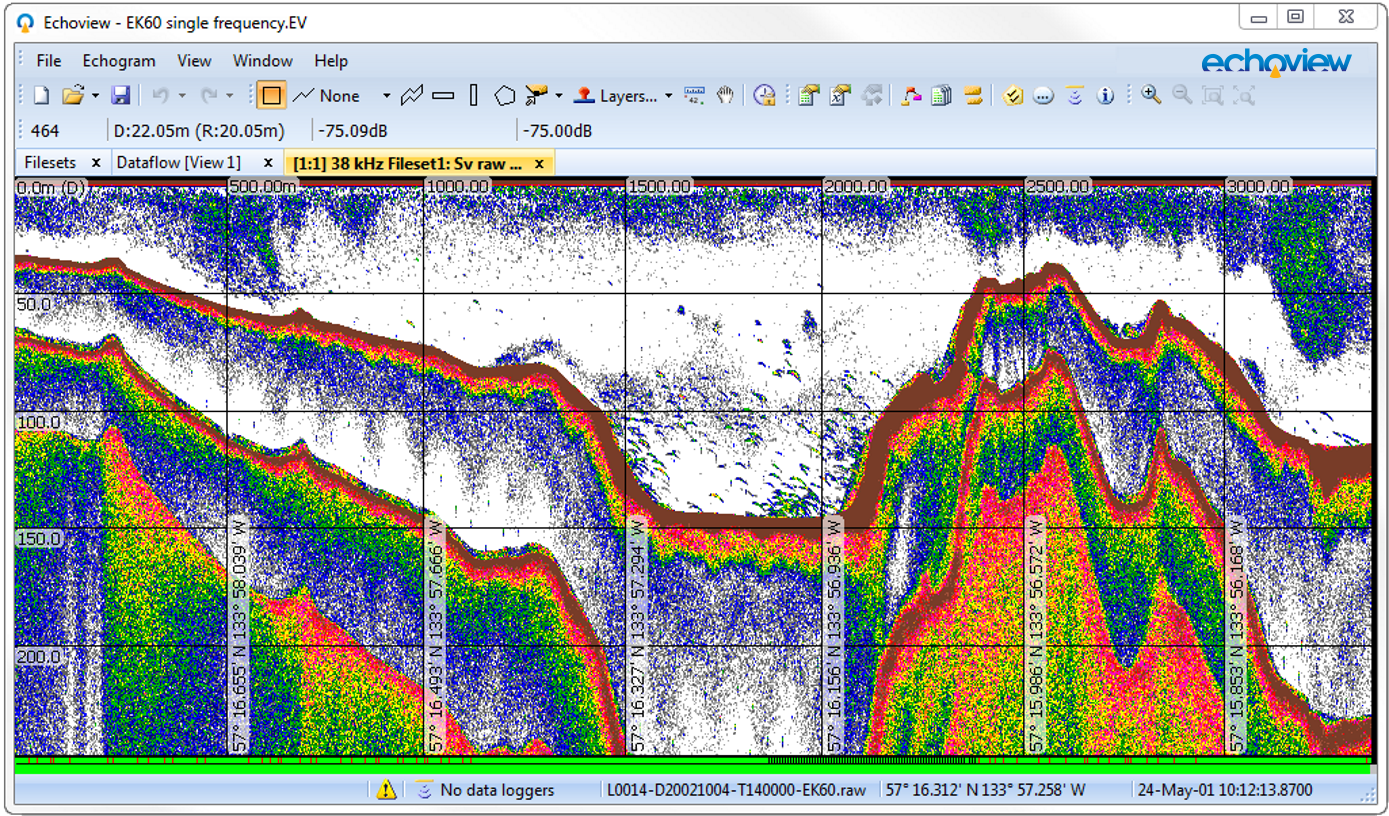 Echoview - EK60 single frequency.EV
File Echogram View Window Help
echoview
None Layers...
464 D:22.05m (R:20.05m) -75.09dB -75.00dB
Filesets x Dataflow [View 1] x [1:1] 38 kHz Fileset1: Sv raw ... x
0.0m (D) 500.00m 1000.00 1500.00 2000.00 2500.00 3000.00
50.0
100.0
150.0
200.0
57° 16.655' N 133° 58.039' W
57° 16.493' N 133° 57.666' W
57° 16.327' N 133° 57.294' W
57° 16.156' N 133° 56.936' W
57° 15.986' N 133° 56.572' W
57° 15.853' N 133° 56.168' W
No data loggers L0014-D20021004-T140000-EK60.raw 57° 16.312' N 133° 57.258' W 24-May-01 10:12:13.8700